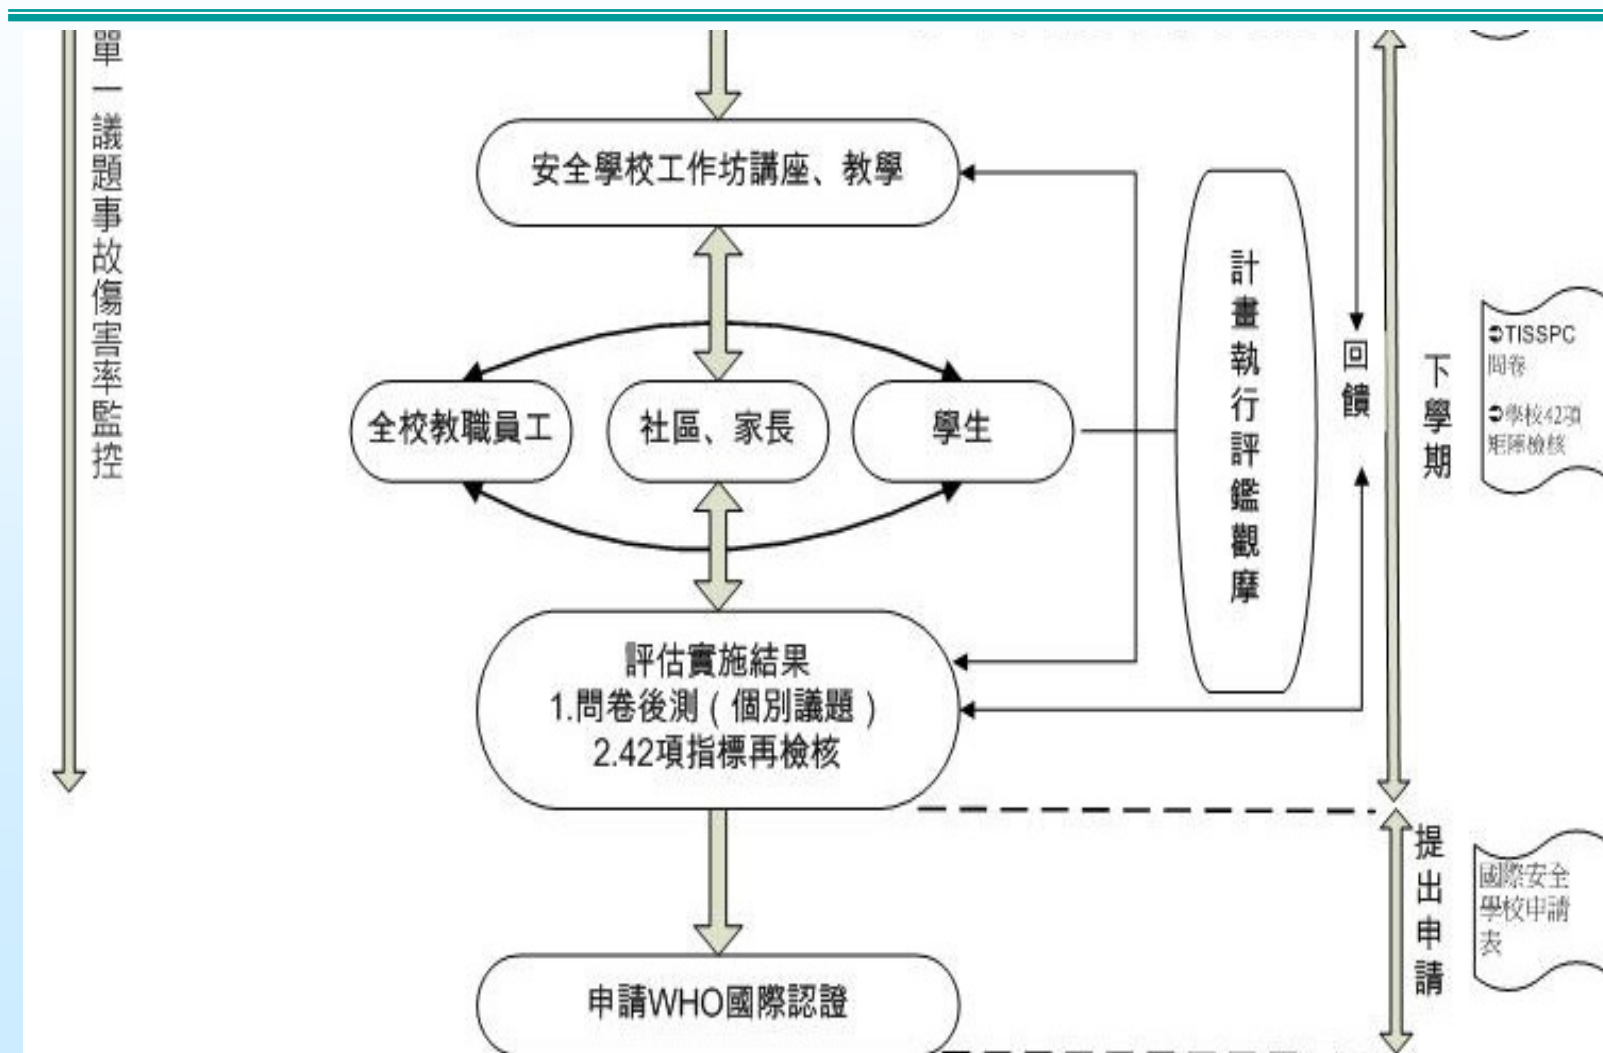 單一議題事故傷害率監控
安全學校工作坊講座、教學
全校教職員工
社區、家長
學生
計畫執行評鑑觀摩
回饋
下學期
➲TISSPC
問卷
➲學校42項
矩陣檢核
評估實施結果
1.問卷後測(個別議題)
2.42項指標再檢核
提出申請
國際安全
學校申請
表
申請WHO國際認證